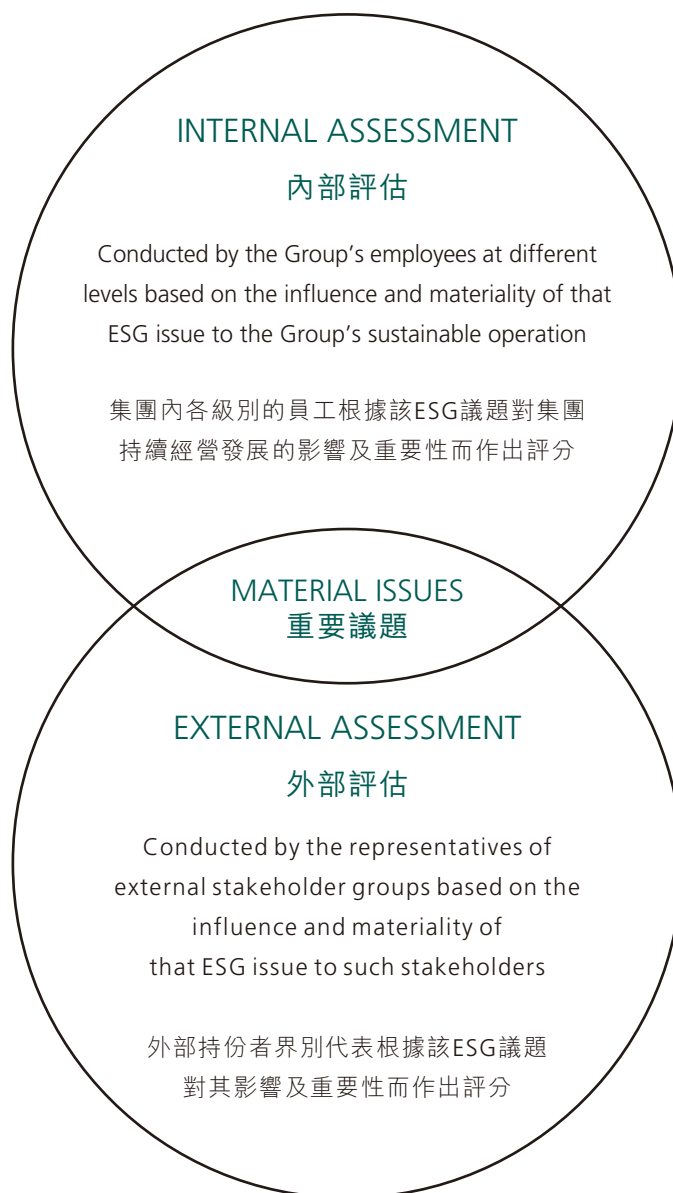 INTERNAL ASSESSMENT
內部評估
Conducted by the Group’s employees at different
levels based on the influence and materiality of that
ESG issue to the Group’s sustainable operation
集團內各級別的員工根據該ESG議題對集團
持續經營發展的影響及重要性而作出評分
MATERIAL ISSUES
重要議題
EXTERNAL ASSESSMENT
外部評估
Conducted by the representatives of
external stakeholder groups based on the
influence and materiality of
that ESG issue to such stakeholders
外部持份者界別代表根據該ESG議題
對其影響及重要性而作出評分